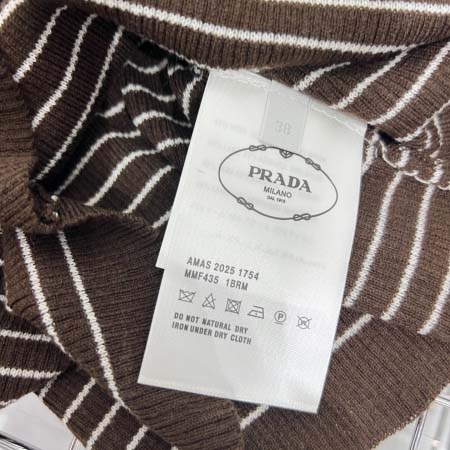 38
PRADA
MILANO
DAL 1913
AMAS 2025 1754
MMF435 1BRM
P
DO NOT NATURAL DRY
IRON UNDER DRY CLOTH